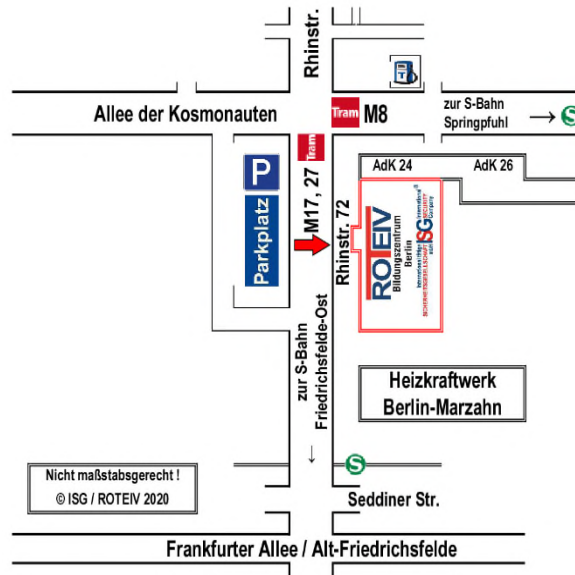 Rhinstr.
T
Allee der Kosmonauten
Tram M8
zur S-Bahn
Springpfuhl → S
Tram
M17, 27
P
Parkplatz
AdK 24
AdK 26
Rhinstr. 72
ROTEIV
Bildungszentrum
Berlin
ISG
SICHERHEITSGESELLSCHAFT
zur S-Bahn
Friedrichsfelde-Ost
←
Heizkraftwerk
Berlin-Marzahn
S
Nicht maßstabsgerecht !
© ISG / ROTEIV 2020
Seddiner Str.
Frankfurter Allee / Alt-Friedrichsfelde